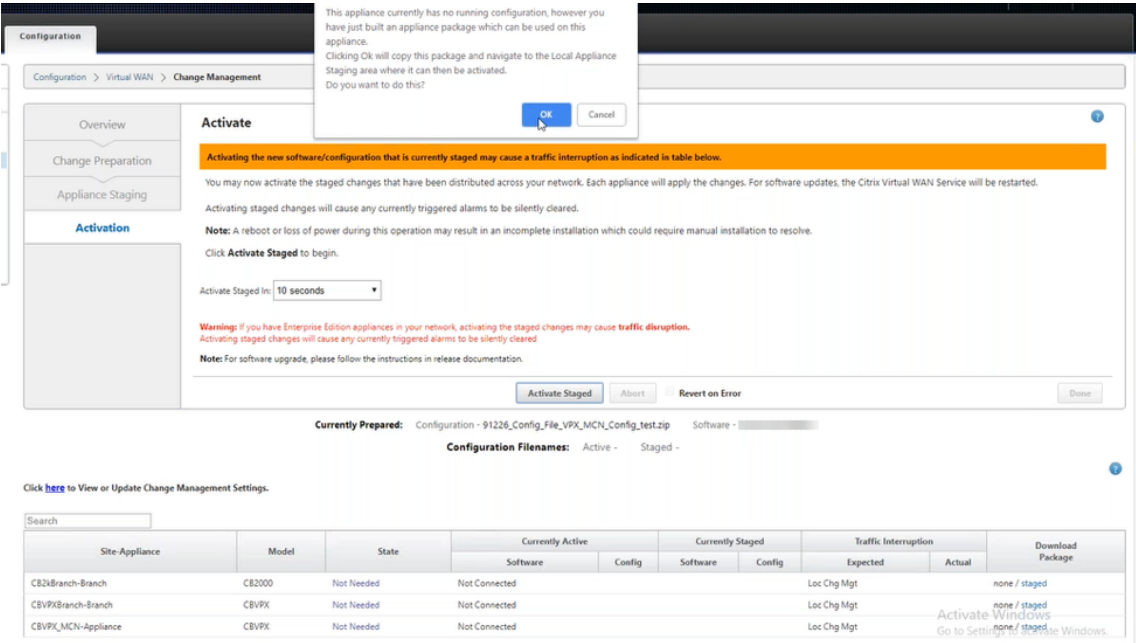 This appliance currently has no running configuration, however you
have just built an appliance package which can be used on this
appliance.
Clicking Ok will copy this package and navigate to the Local Appliance
Staging area where it can then be activated.
Do you want to do this?
OK Cancel
Configuration
Configuration > Virtual WAN > Change Management
Overview
Change Preparation
Appliance Staging
Activation
Activate
?
Activating the new software/configuration that is currently staged may cause a traffic interruption as indicated in table below.
You may now activate the staged changes that have been distributed across your network. Each appliance will apply the changes. For software updates, the Citrix Virtual WAN Service will be restarted.
Activating staged changes will cause any currently triggered alarms to be silently cleared.
Note: A reboot or loss of power during this operation may result in an incomplete installation which could require manual installation to resolve.
Click Activate Staged to begin.
Activate Staged In: 10 seconds
Warning: If you have Enterprise Edition appliances in your network, activating the staged changes may cause traffic disruption.
Activating staged changes will cause any currently triggered alarms to be silently cleared
Note: For software upgrade, please follow the instructions in release documentation.
Activate Staged Abort Revert on Error Done
Currently Prepared: Configuration - 91226_Config_File_VPX_MCN_Config_test.zip Software -
Configuration Filenames: Active - Staged -
?
Click here to View or Update Change Management Settings.
Search
Site-Appliance Model State Currently Active Currently Staged Traffic Interruption Download Package
Software Config Software Config Expected Actual
CB2kBranch-Branch CB2000 Not Needed Not Connected Loc Chg Mgt none / staged
CBVPXBranch-Branch CBVPX Not Needed Not Connected Loc Chg Mgt none / staged
CBVPX_MCN-Appliance CBVPX Not Needed Not Connected Loc Chg Mgt none / staged
Activate Windows
Go to Settings to activate Windows.